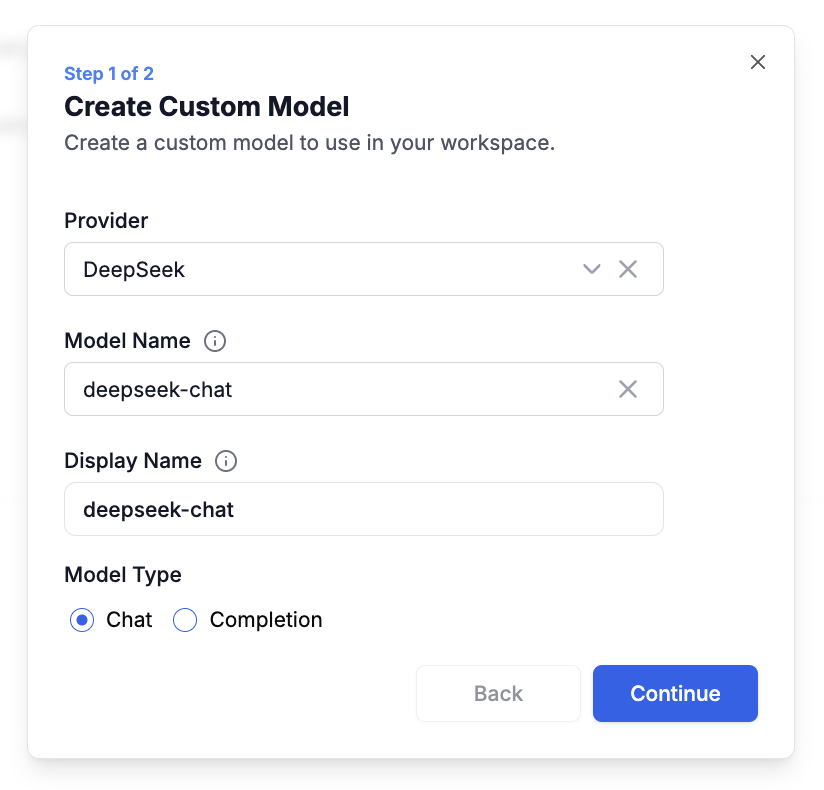 Step 1 of 2
Create Custom Model
Create a custom model to use in your workspace.
Provider
DeepSeek
Model Name
deepseek-chat
Display Name
deepseek-chat
Model Type
Chat Completion
Back Continue